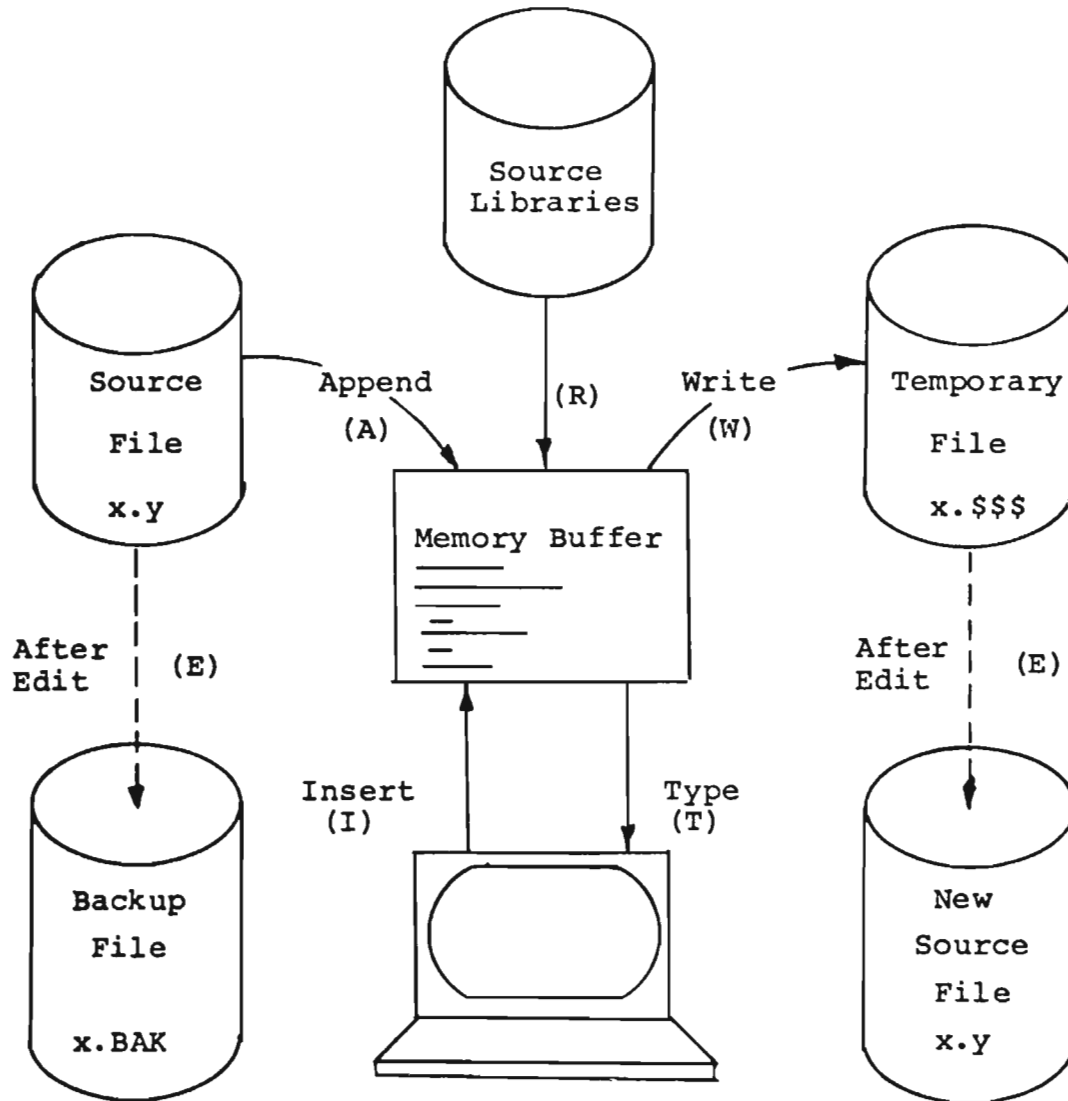 Source
Libraries
Source
File
x.y
Append
(A)
(R)
Write
(W)
Temporary
File
x.$$$
Memory Buffer
After
Edit
(E)
After
Edit
(E)
Insert
(I)
Type
(T)
Backup
File
x.BAK
New
Source
File
x.y